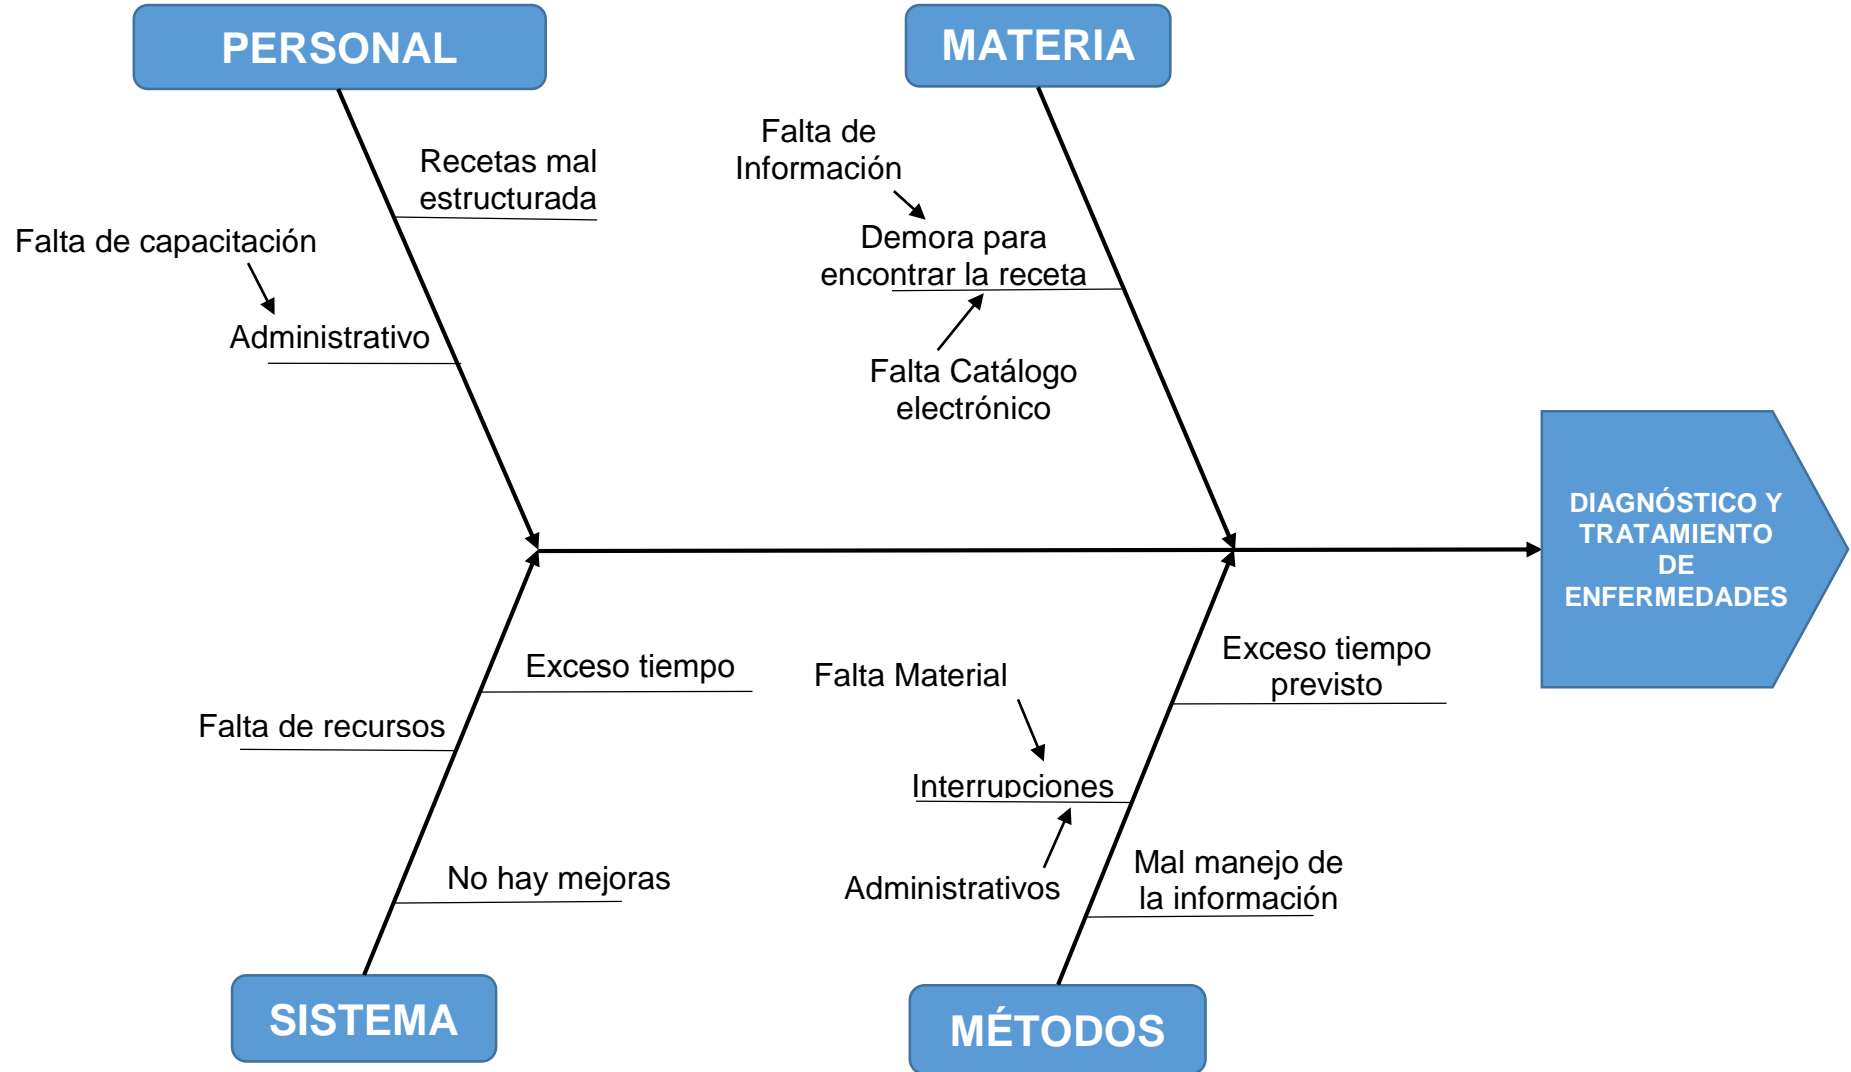 PERSONAL
MATERIA
Falta de
Información
Recetas mal
estructurada
Falta de capacitación
Demora para
encontrar la receta
Administrativo
Falta Catálogo
electrónico
DIAGNÓSTICO Y
TRATAMIENTO
DE
ENFERMEDADES
Exceso tiempo
Falta Material
Exceso tiempo
previsto
Falta de recursos
Interrupciones
No hay mejoras
Administrativos
Mal manejo de
la información
SISTEMA
MÉTODOS